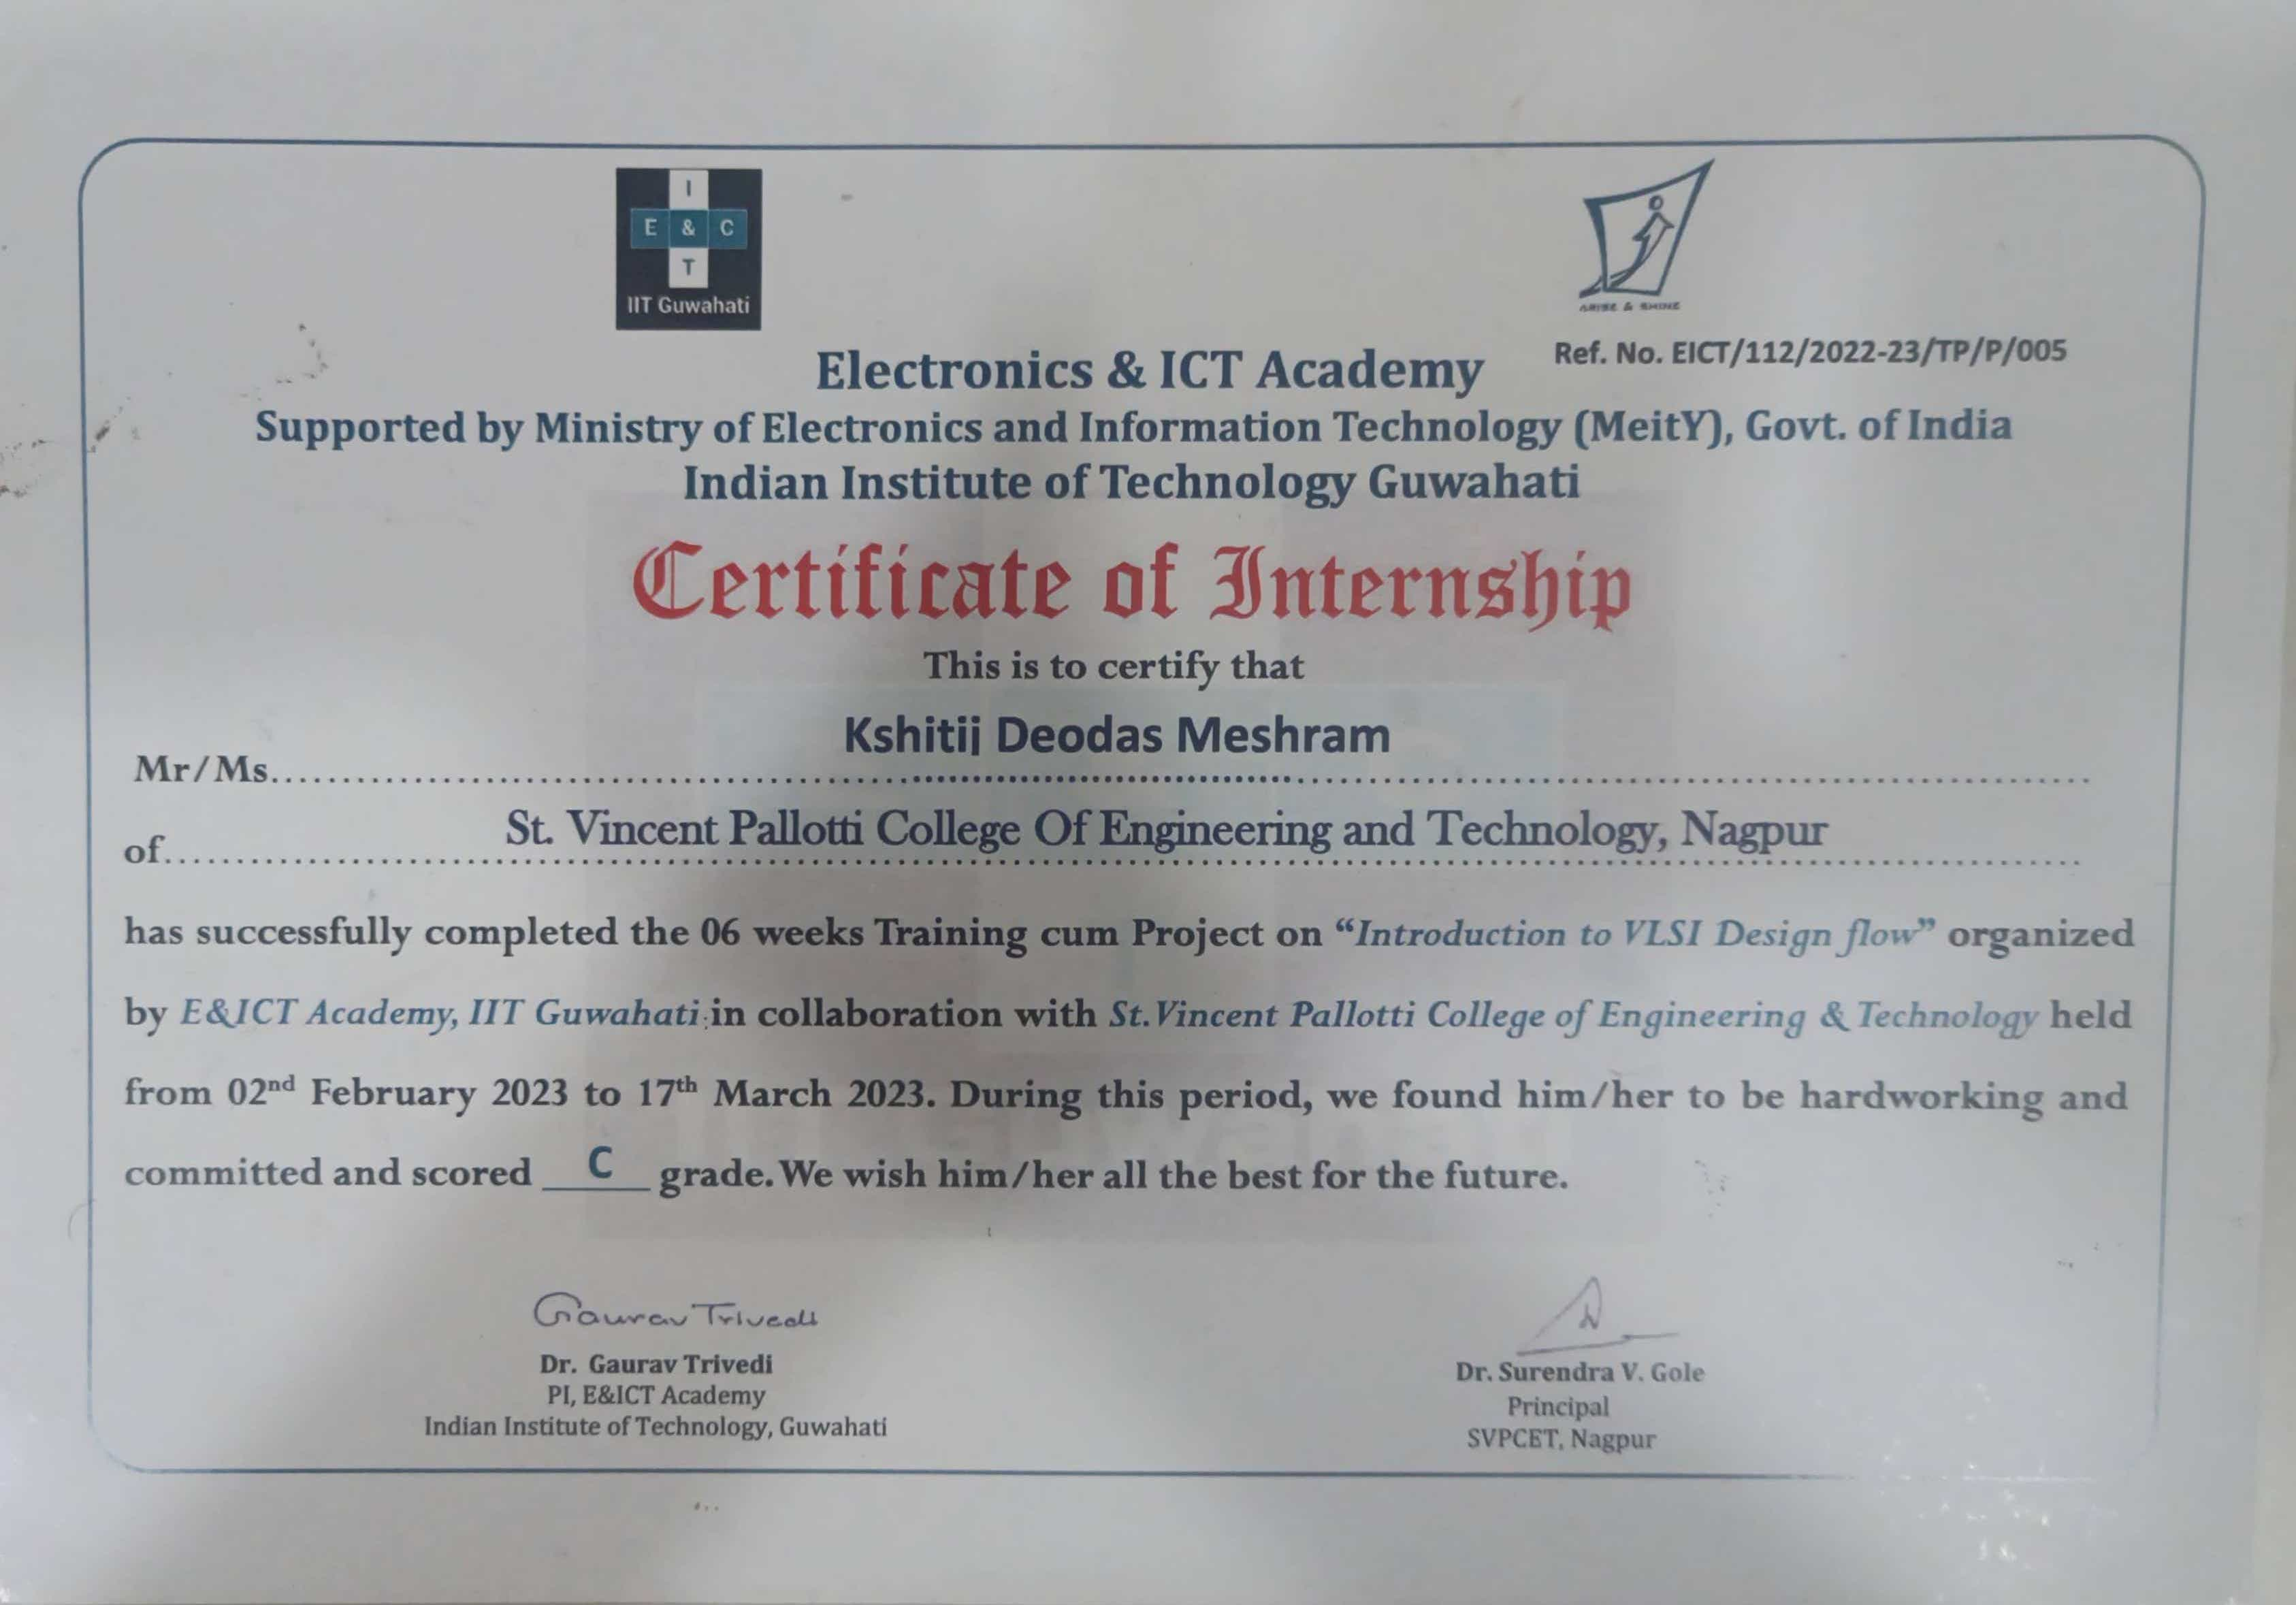 I
E & C
T
IIT Guwahati
ARISE & SHINE
Ref. No. EICT/112/2022-23/TP/P/005
Electronics & ICT Academy
Supported by Ministry of Electronics and Information Technology (MeitY), Govt. of India
Indian Institute of Technology Guwahati
Certificate of Internship
This is to certify that
Kshitij Deodas Meshram
Mr/Ms................................................................................
of................................................................................
St. Vincent Pallotti College Of Engineering and Technology, Nagpur
has successfully completed the 06 weeks Training cum Project on “Introduction to VLSI Design flow” organized
by E&ICT Academy, IIT Guwahati in collaboration with St. Vincent Pallotti College of Engineering & Technology held
from 02nd February 2023 to 17th March 2023. During this period, we found him/her to be hardworking and
committed and scored C grade. We wish him/her all the best for the future.
Gaurav Trivedi
Dr. Gaurav Trivedi
PI, E&ICT Academy
Indian Institute of Technology, Guwahati
Dr. Surendra V. Gole
Principal
SVPCET, Nagpur